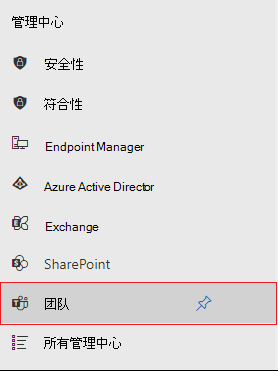 管理中心
安全性
符合性
Endpoint Manager
Azure Active Director
Exchange
SharePoint
团队
所有管理中心